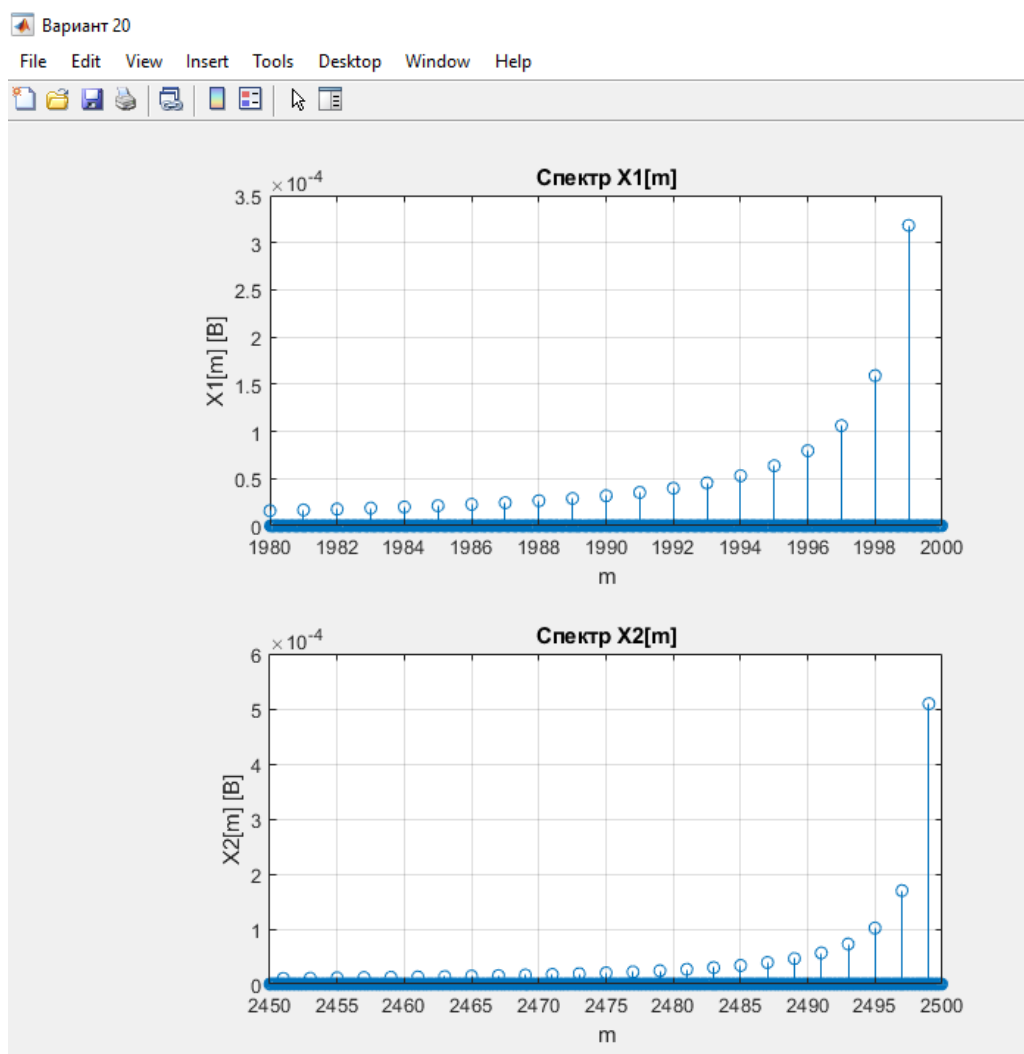 Вариант 20
File Edit View Insert Tools Desktop Window Help
Спектр X1[m]
×10^-4
3.5
3
2.5
2
1.5
1
0.5
0
X1[m] [В]
1980 1982 1984 1986 1988 1990 1992 1994 1996 1998 2000
m
Спектр X2[m]
×10^-4
6
5
4
3
2
1
0
X2[m] [В]
2450 2455 2460 2465 2470 2475 2480 2485 2490 2495 2500
m